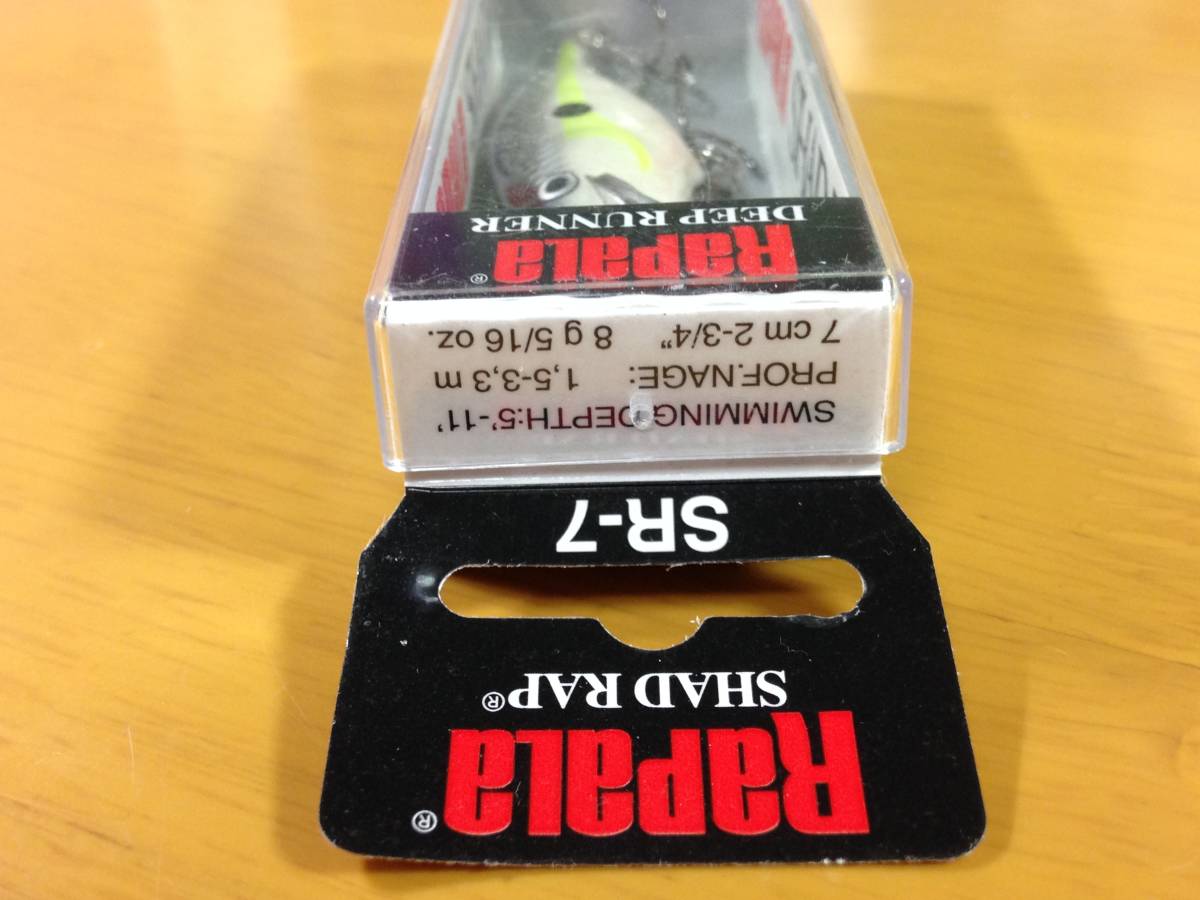 RAPALA®
SHAD RAP®
SR-7
SWIMMING DEPTH:5'-11'
PROF.NAGE: 1,5-3,3 m
7 cm 2-3/4” 8 g 5/16 oz.
RAPALA®
DEEP RUNNER